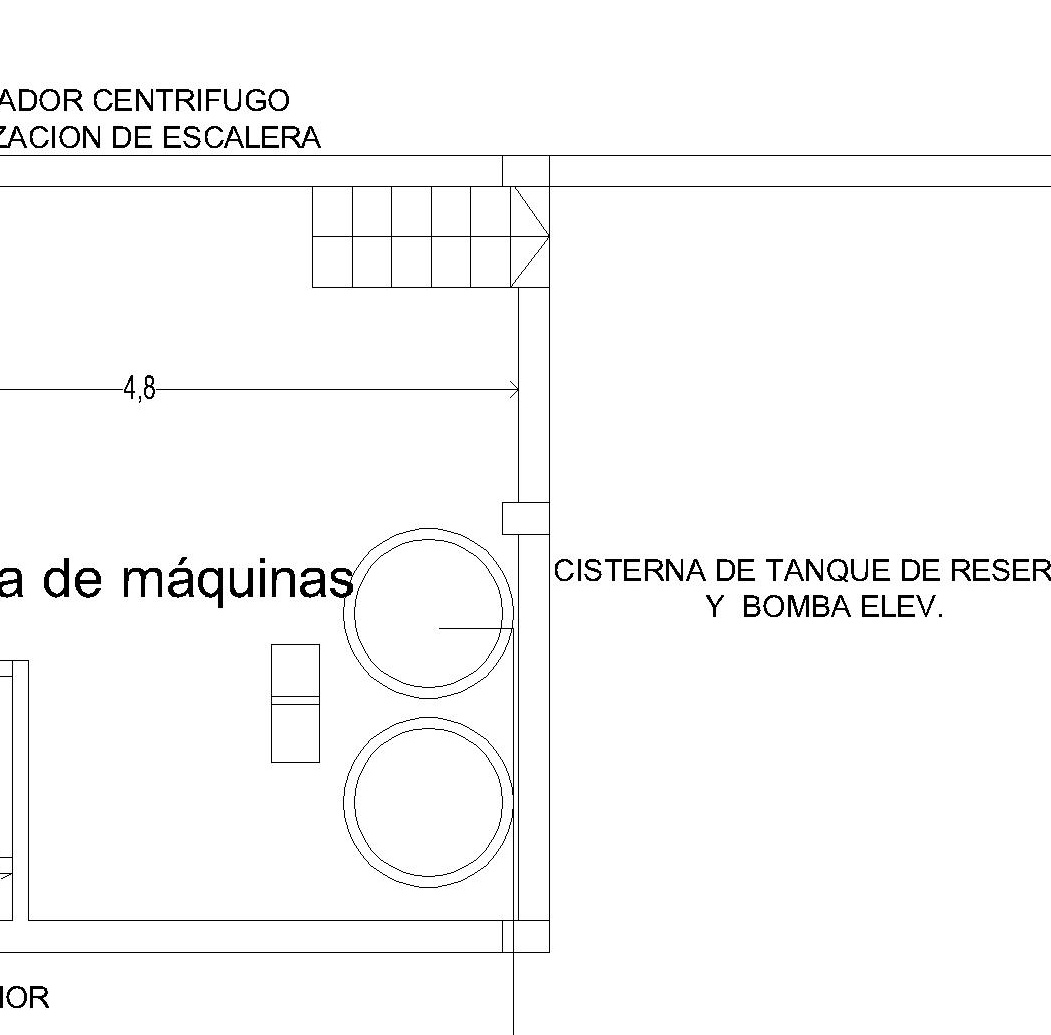 ADOR CENTRIFUGO
ZACION DE ESCALERA
4,8
a de máquinas
CISTERNA DE TANQUE DE RESER
Y BOMBA ELEV.
IOR